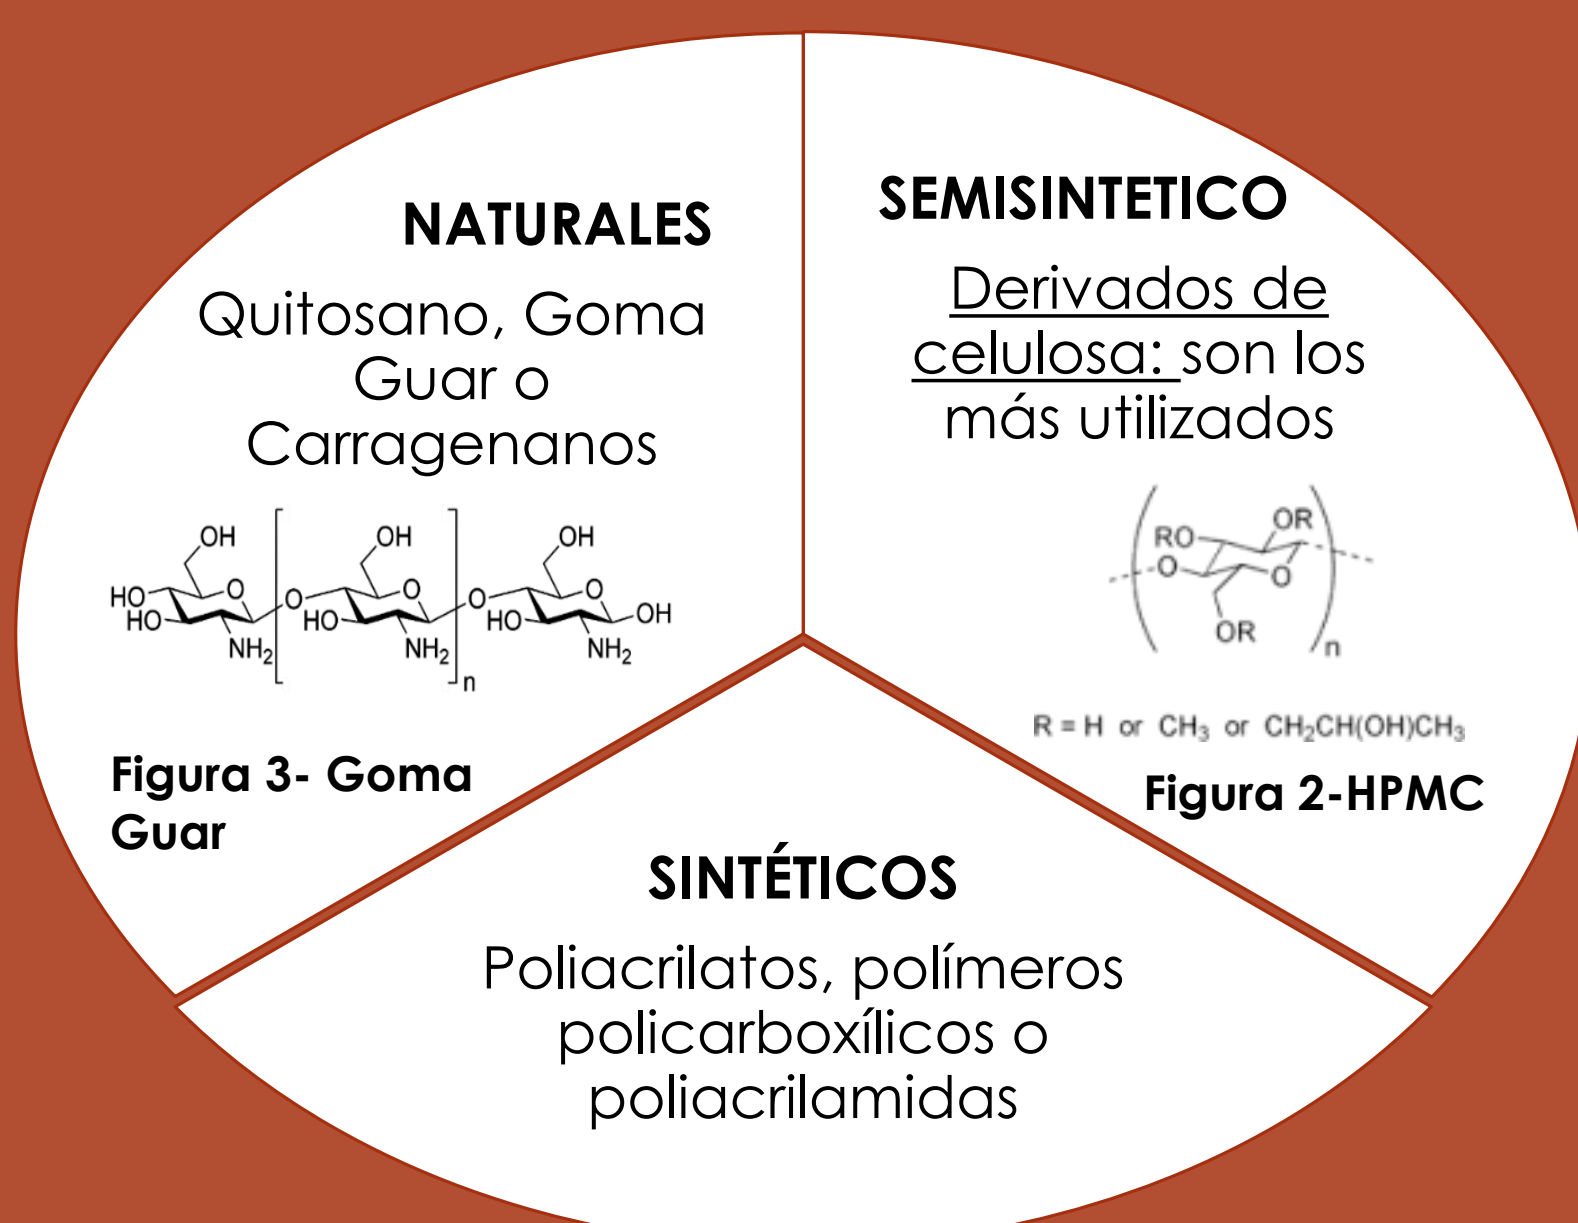 NATURALES
Quitosano, Goma
Guar o
Carragenanos
OH
OH
OH
HO
HO
O
O
HO
O
O
HO
O
OH
NH2
NH2
NH2
n
Figura 3- Goma
Guar
SEMISINTETICO
Derivados de
celulosa: son los
más utilizados
RO
OR
O
O
OR
n
R = H or CH3 or CH2CH(OH)CH3
Figura 2-HPMC
SINTÉTICOS
Poliacrilatos, polímeros
policarboxílicos o
poliacrilamidas